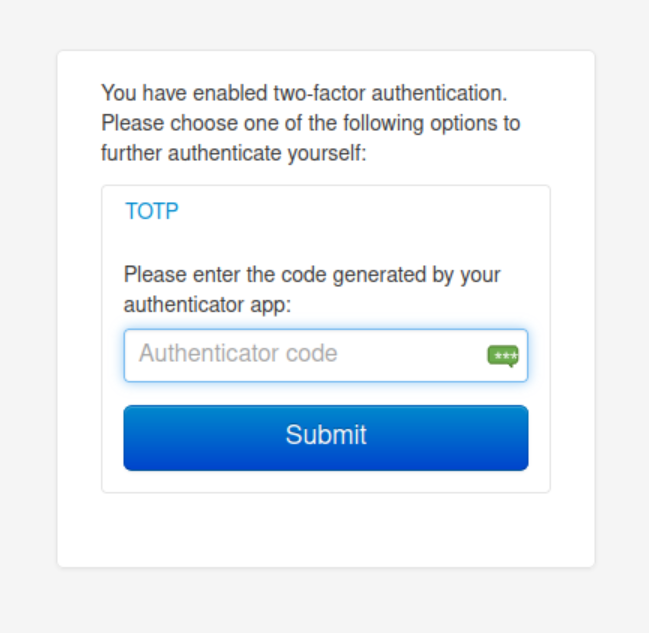 You have enabled two-factor authentication.
Please choose one of the following options to
further authenticate yourself:
TOTP
Please enter the code generated by your
authenticator app:
Authenticator code
***
Submit